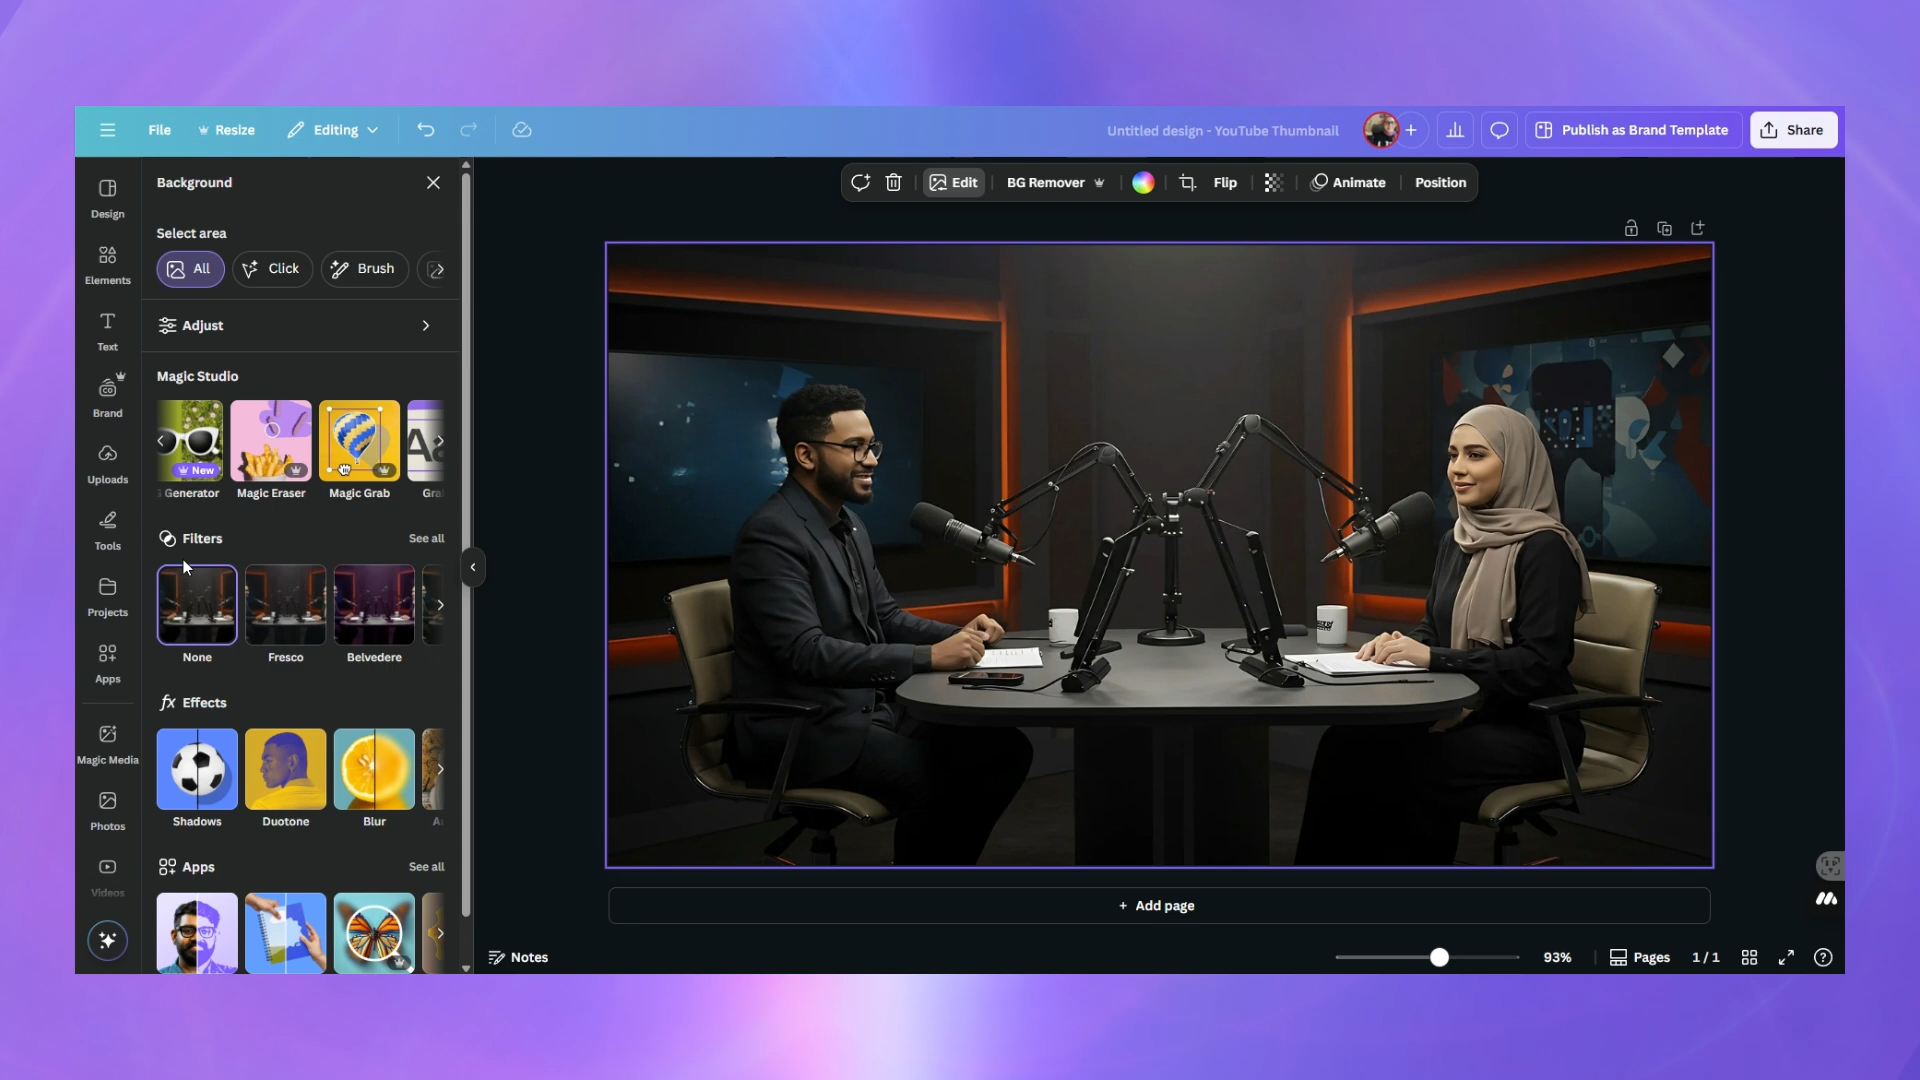 File
Resize
Editing
Untitled design - YouTube Thumbnail
Publish as Brand Template
Share
Design
Elements
Text
Brand
Uploads
Tools
Projects
Apps
Magic Media
Photos
Videos
Background
Select area
All
Click
Brush
Adjust
Magic Studio
New
Generator
Magic Eraser
Magic Grab
Gra
Filters
See all
None
Fresco
Belvedere
Effects
Shadows
Duotone
Blur
Apps
See all
Edit
BG Remover
Flip
Animate
Position
+ Add page
Notes
93%
Pages
1 / 1